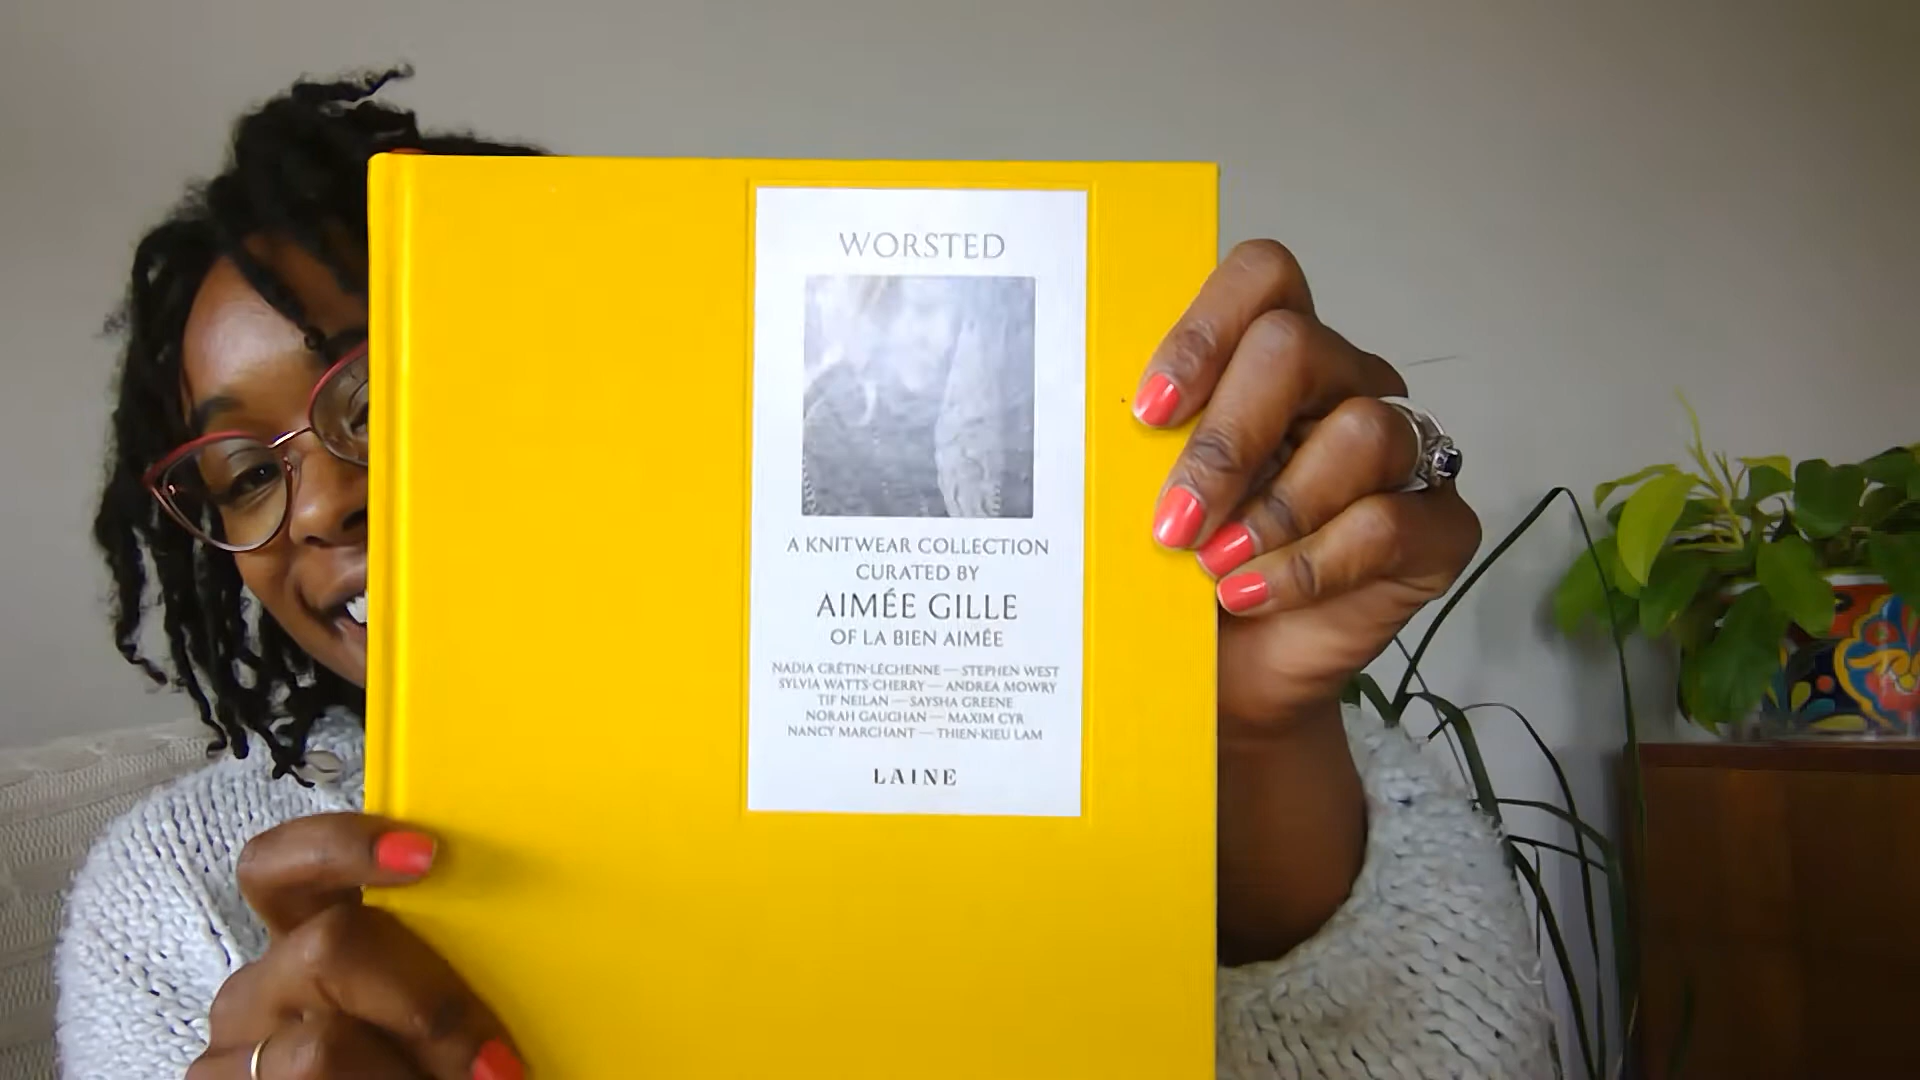 WORSTED
A KNITWEAR COLLECTION
CURATED BY
AIMÉE GILLE
OF LA BIEN AIMÉE
NADIA CRÉTIN-LÉCHENNE — STEPHEN WEST
SYLVIA WATTS-CHERRY — ANDREA MOWRY
TIF NEILAN — SAYSHA GREENE
NORAH GAUGHAN — MAXIM CYR
NANCY MARCHANT — THIEN-KIEU LAM
LAINE